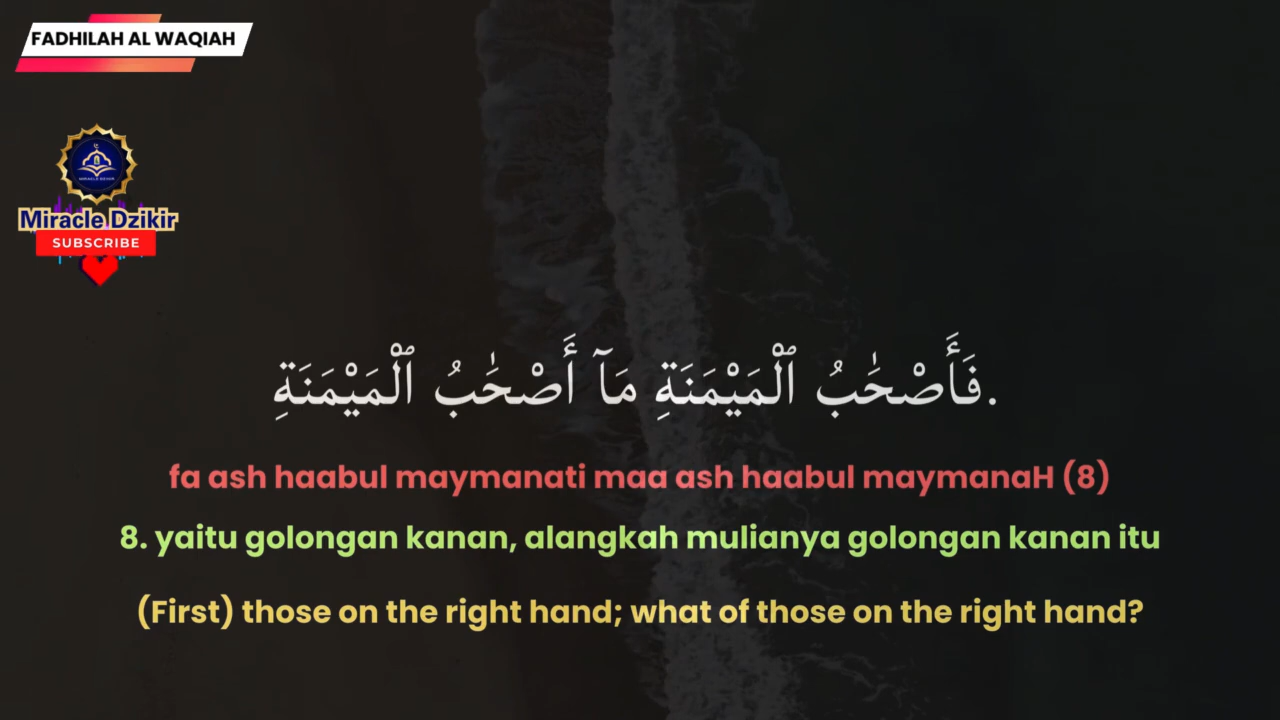 FADHILAH AL WAQIAH
MIRACLE DZIKIR
Miracle Dzikir
SUBSCRIBE
فَأَصْحَٰبُ ٱلْمَيْمَنَةِ مَآ أَصْحَٰبُ ٱلْمَيْمَنَةِ.
fa ash haabul maymanati maa ash haabul maymanaH (8)
8. yaitu golongan kanan, alangkah mulianya golongan kanan itu
(First) those on the right hand; what of those on the right hand?